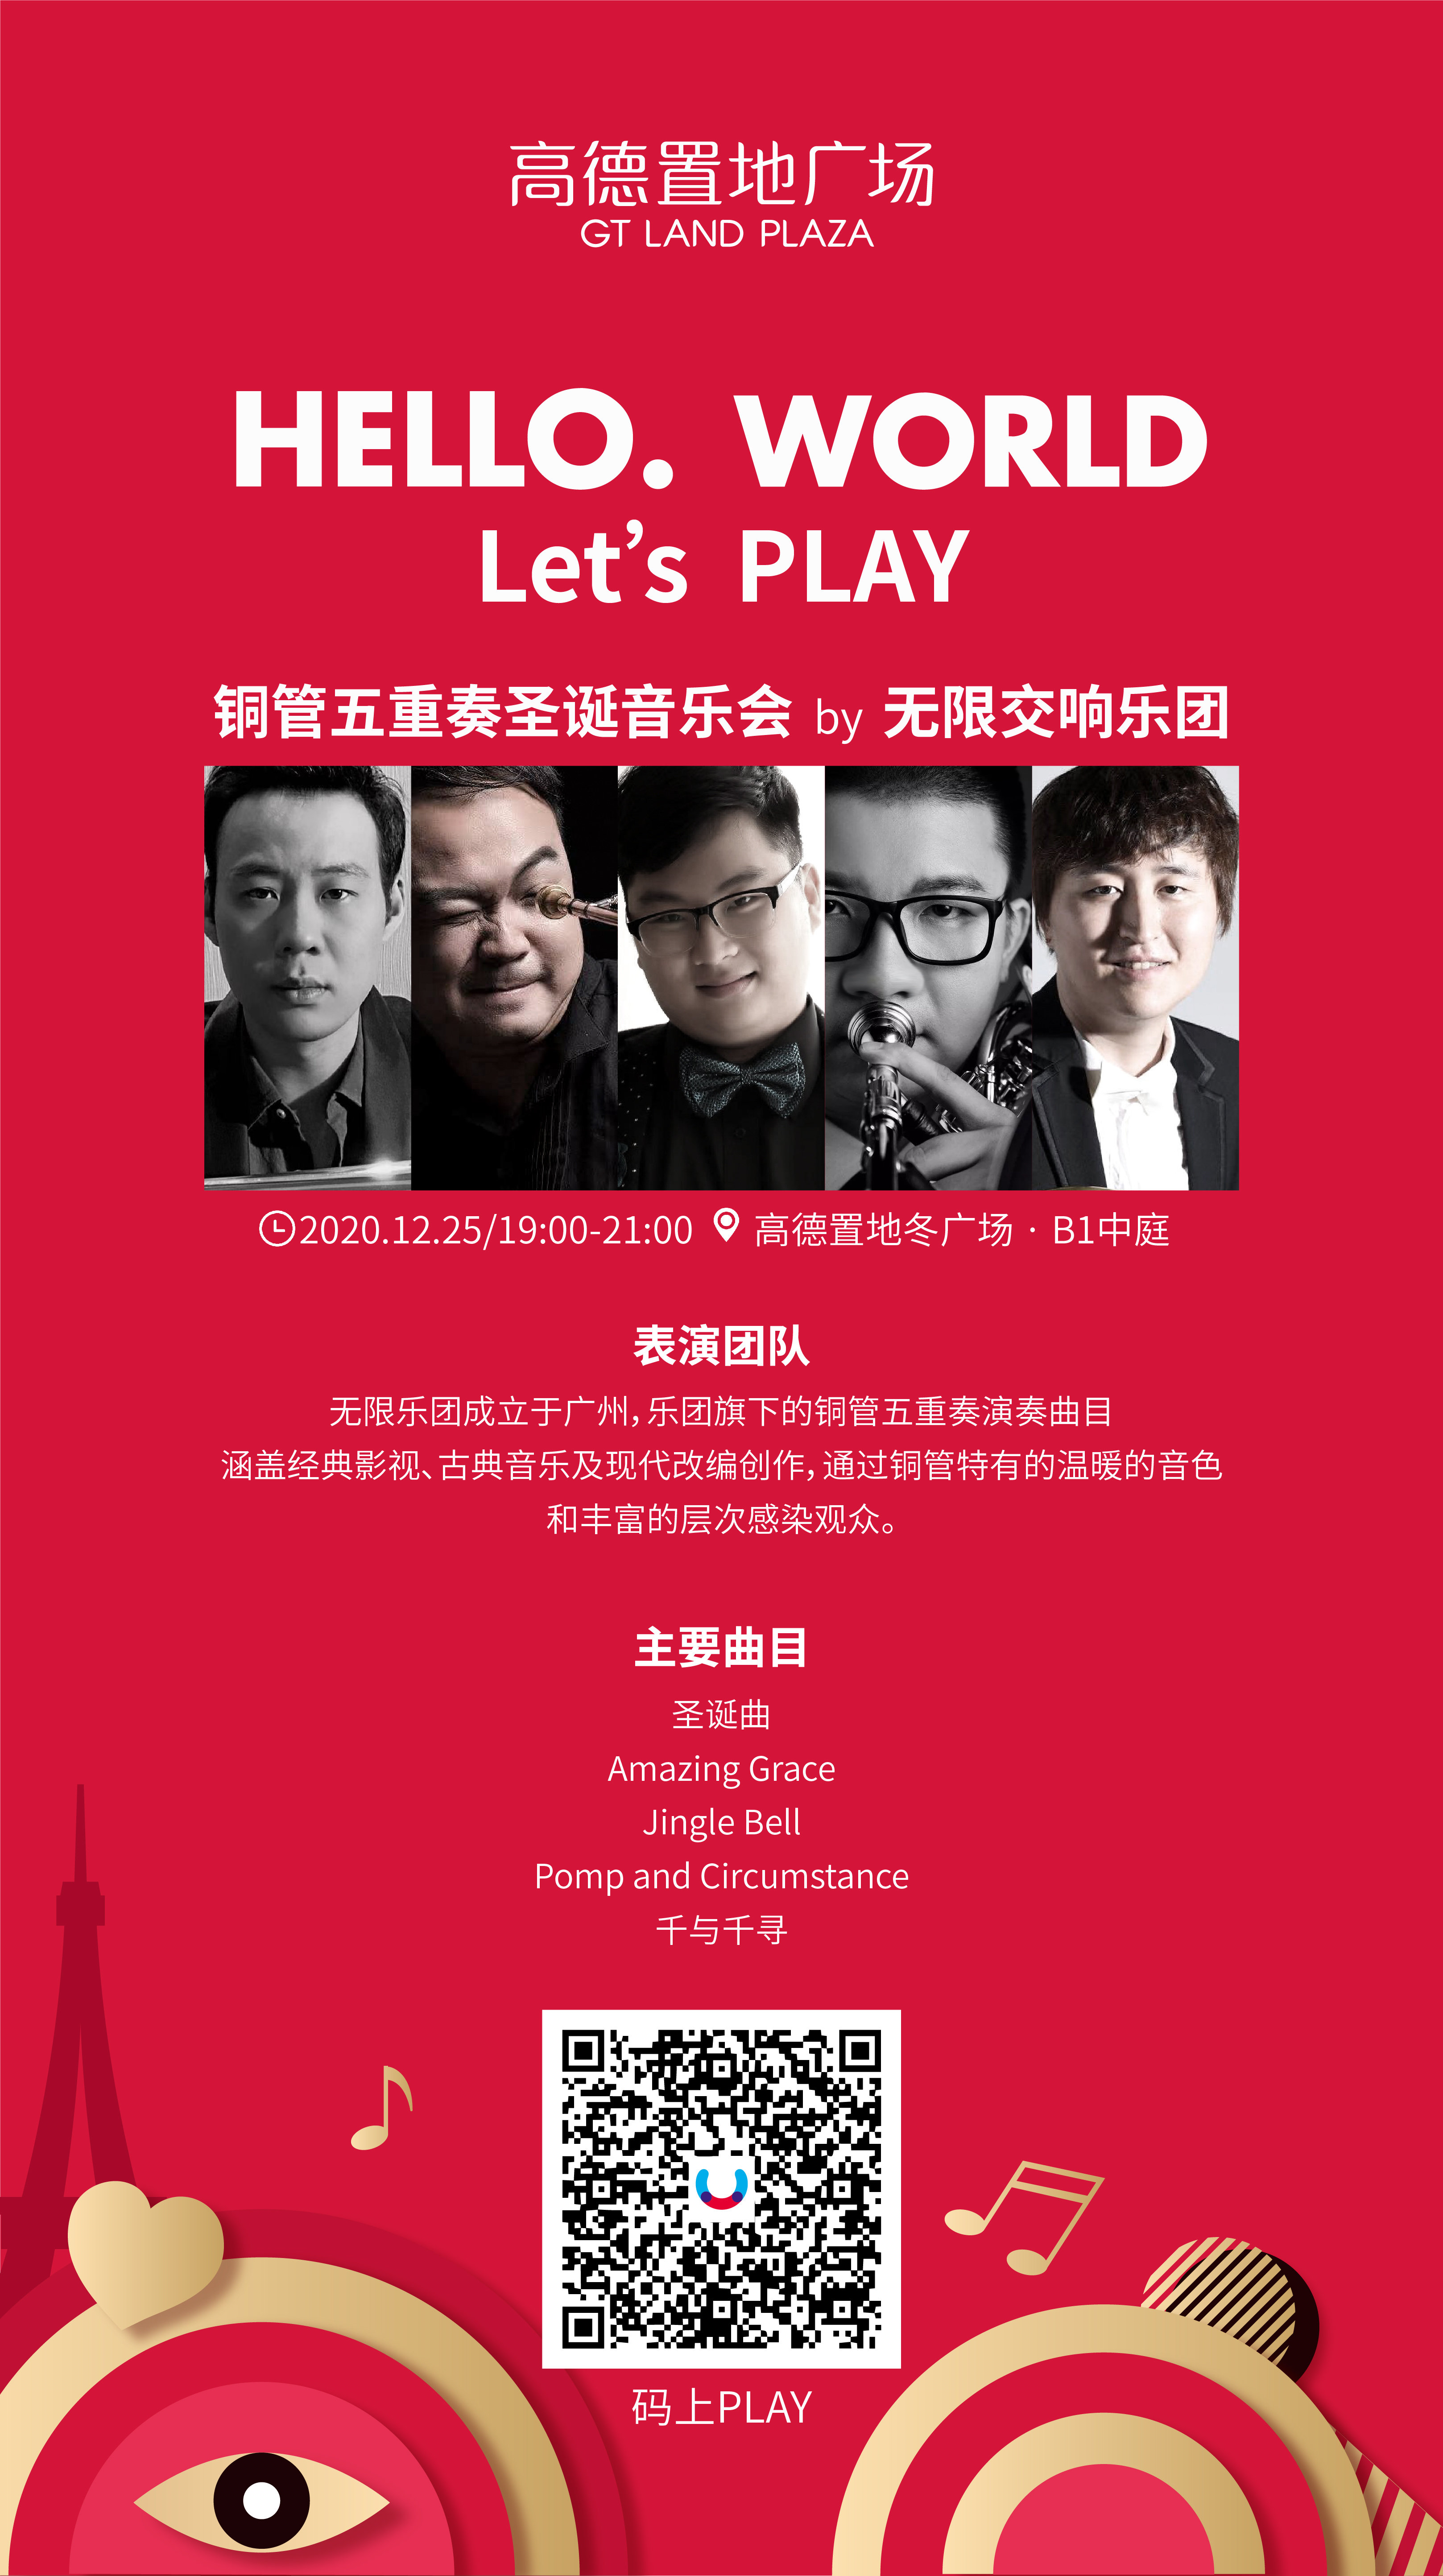 高德置地广场
GT LAND PLAZA
HELLO. WORLD
Let’s PLAY
铜管五重奏圣诞音乐会 by 无限交响乐团
2020.12.25/19:00-21:00 高德置地冬广场 · B1中庭
表演团队
无限乐团成立于广州，乐团旗下的铜管五重奏演奏曲目
涵盖经典影视、古典音乐及现代改编创作，通过铜管特有的温暖的音色
和丰富的层次感染观众。
主要曲目
圣诞曲
Amazing Grace
Jingle Bell
Pomp and Circumstance
千与千寻
码上PLAY